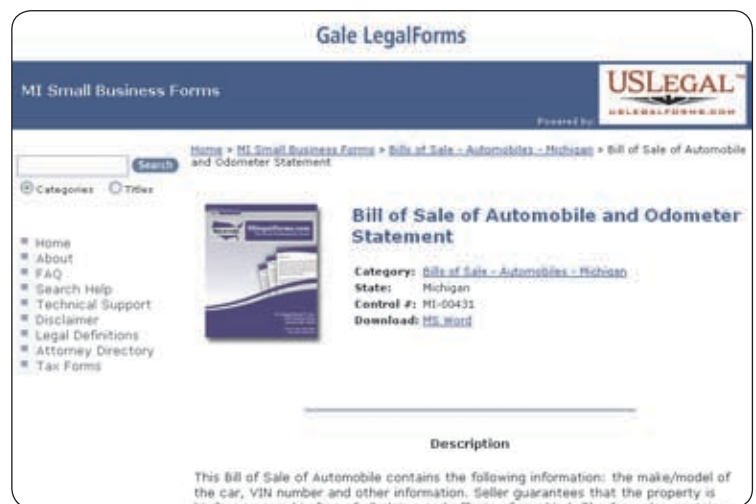 Gale LegalForms
MI Small Business Forms
Powered by:
USLEGAL
USLEGALFORMS.COM
Home > MI Small Business Forms > Bills of Sale - Automobiles - Michigan > Bill of Sale of Automobile
and Odometer Statement
Search
Categories Titles
Home
About
FAQ
Search Help
Technical Support
Disclaimer
Legal Definitions
Attorney Directory
Tax Forms
Bill of Sale of Automobile and Odometer
Statement
Category: Bills of Sale - Automobiles - Michigan
State: Michigan
Control #: MI-00431
Download: MS Word
Description
This Bill of Sale of Automobile contains the following information: the make/model of
the car, VIN number and other information. Seller guarantees that the property is